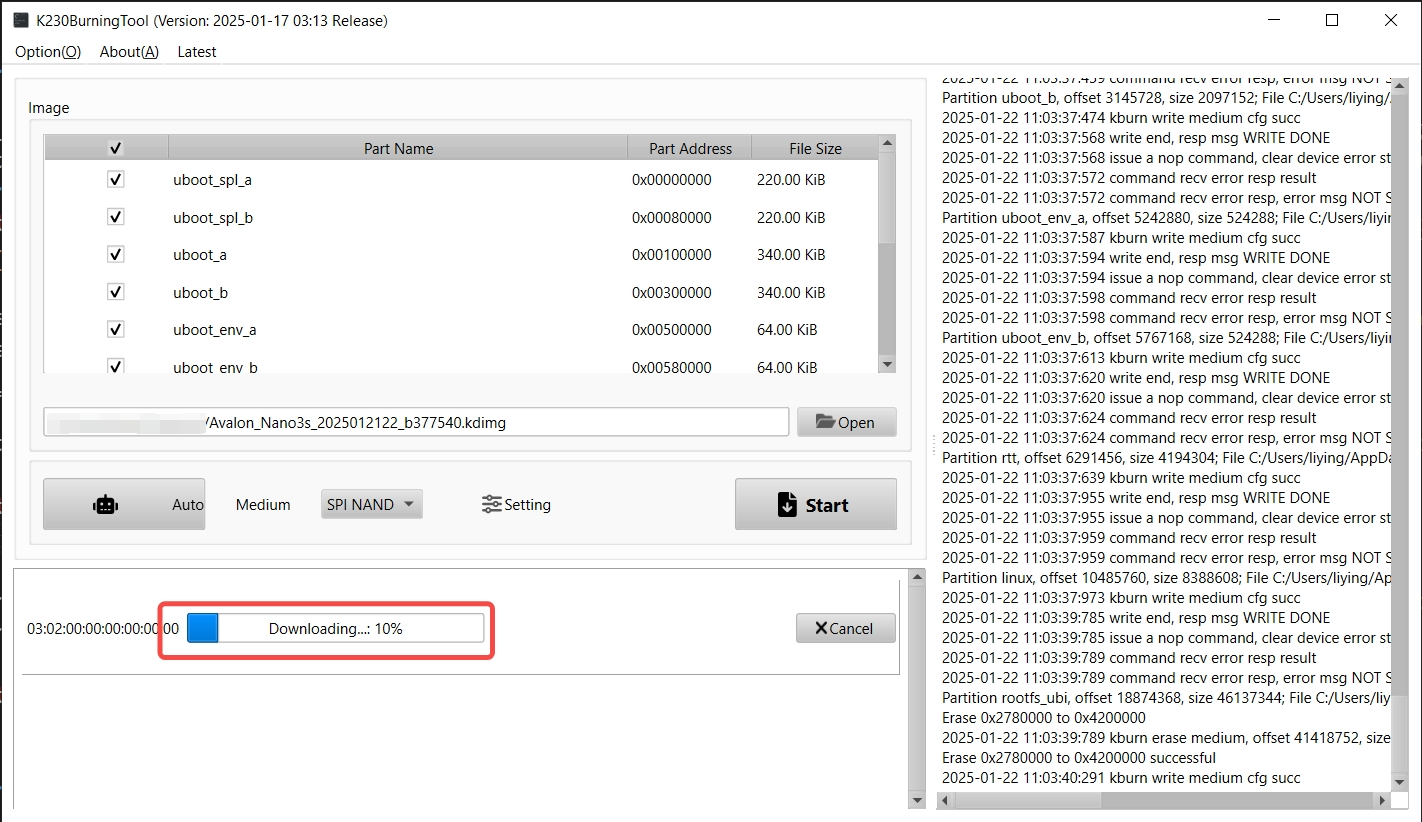 K230BurningTool (Version: 2025-01-17 03:13 Release)
Option(O) About(A) Latest
Image
Part Name Part Address File Size
uboot_spl_a 0x00000000 220.00 KiB
uboot_spl_b 0x00080000 220.00 KiB
uboot_a 0x00100000 340.00 KiB
uboot_b 0x00300000 340.00 KiB
uboot_env_a 0x00500000 64.00 KiB
uboot_env_b 0x00580000 64.00 KiB
/Avalon_Nano3s_2025012122_b377540.kdimg Open
Auto Medium SPI NAND Setting Start
03:02:00:00:00:00:00:00 Downloading...: 10% Cancel
2025-01-22 11:03:37:459 command recv error resp, error msg NOT S
Partition uboot_b, offset 3145728, size 2097152; File C:/Users/liying/
2025-01-22 11:03:37:474 kburn write medium cfg succ
2025-01-22 11:03:37:568 write end, resp msg WRITE DONE
2025-01-22 11:03:37:568 issue a nop command, clear device error st
2025-01-22 11:03:37:572 command recv error resp result
2025-01-22 11:03:37:572 command recv error resp, error msg NOT S
Partition uboot_env_a, offset 5242880, size 524288; File C:/Users/liyin
2025-01-22 11:03:37:587 kburn write medium cfg succ
2025-01-22 11:03:37:594 write end, resp msg WRITE DONE
2025-01-22 11:03:37:594 issue a nop command, clear device error st
2025-01-22 11:03:37:598 command recv error resp result
2025-01-22 11:03:37:598 command recv error resp, error msg NOT S
Partition uboot_env_b, offset 5767168, size 524288; File C:/Users/liyin
2025-01-22 11:03:37:613 kburn write medium cfg succ
2025-01-22 11:03:37:620 write end, resp msg WRITE DONE
2025-01-22 11:03:37:620 issue a nop command, clear device error st
2025-01-22 11:03:37:624 command recv error resp result
2025-01-22 11:03:37:624 command recv error resp, error msg NOT S
Partition rtt, offset 6291456, size 4194304; File C:/Users/liying/AppDa
2025-01-22 11:03:37:639 kburn write medium cfg succ
2025-01-22 11:03:37:955 write end, resp msg WRITE DONE
2025-01-22 11:03:37:955 issue a nop command, clear device error st
2025-01-22 11:03:37:959 command recv error resp result
2025-01-22 11:03:37:959 command recv error resp, error msg NOT S
Partition linux, offset 10485760, size 8388608; File C:/Users/liying/Ap
2025-01-22 11:03:37:973 kburn write medium cfg succ
2025-01-22 11:03:39:785 write end, resp msg WRITE DONE
2025-01-22 11:03:39:785 issue a nop command, clear device error st
2025-01-22 11:03:39:789 command recv error resp result
2025-01-22 11:03:39:789 command recv error resp, error msg NOT S
Partition rootfs_ubi, offset 18874368, size 46137344; File C:/Users/liy
Erase 0x2780000 to 0x4200000
2025-01-22 11:03:39:789 kburn erase medium, offset 41418752, size
Erase 0x2780000 to 0x4200000 successful
2025-01-22 11:03:40:291 kburn write medium cfg succ